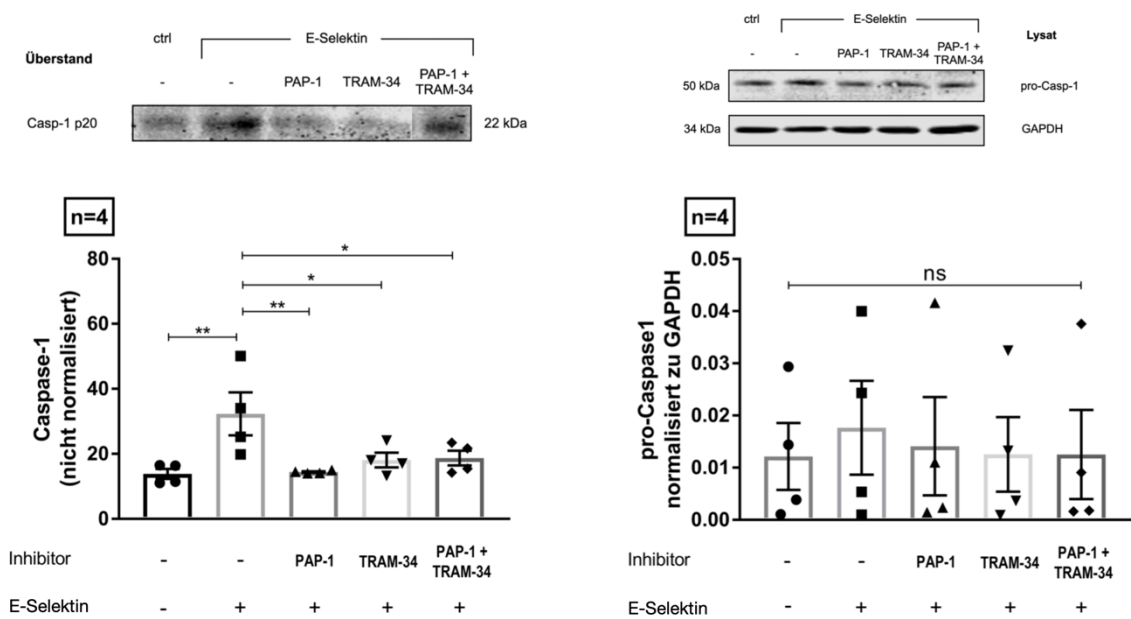 ctrl
E-Selektin
Überstand
-
-
PAP-1
TRAM-34
PAP-1 +
TRAM-34
Casp-1 p20
22 kDa
ctrl
E-Selektin
Lysat
-
-
PAP-1
TRAM-34
PAP-1 +
TRAM-34
50 kDa
pro-Casp-1
34 kDa
GAPDH
n=4
Caspase-1
(nicht normalisiert)
80
60
40
20
0
**
**
*
*
Inhibitor
-
-
PAP-1
TRAM-34
PAP-1 +
TRAM-34
E-Selektin
-
+
+
+
+
n=4
pro-Caspase1
normalisiert zu GAPDH
0.05
0.04
0.03
0.02
0.01
0.00
ns
Inhibitor
-
-
PAP-1
TRAM-34
PAP-1 +
TRAM-34
E-Selektin
-
+
+
+
+